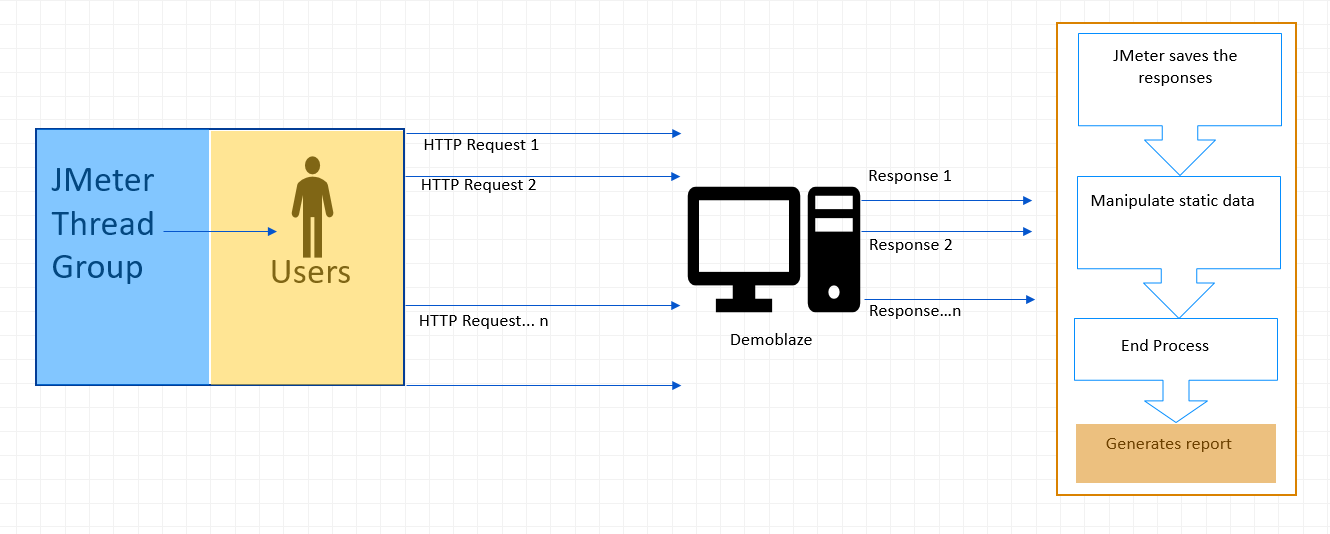 JMeter
Thread
Group
Users
HTTP Request 1
HTTP Request 2
HTTP Request... n
Demoblaze
Response 1
Response 2
Response...n
JMeter saves the
responses
Manipulate static data
End Process
Generates report